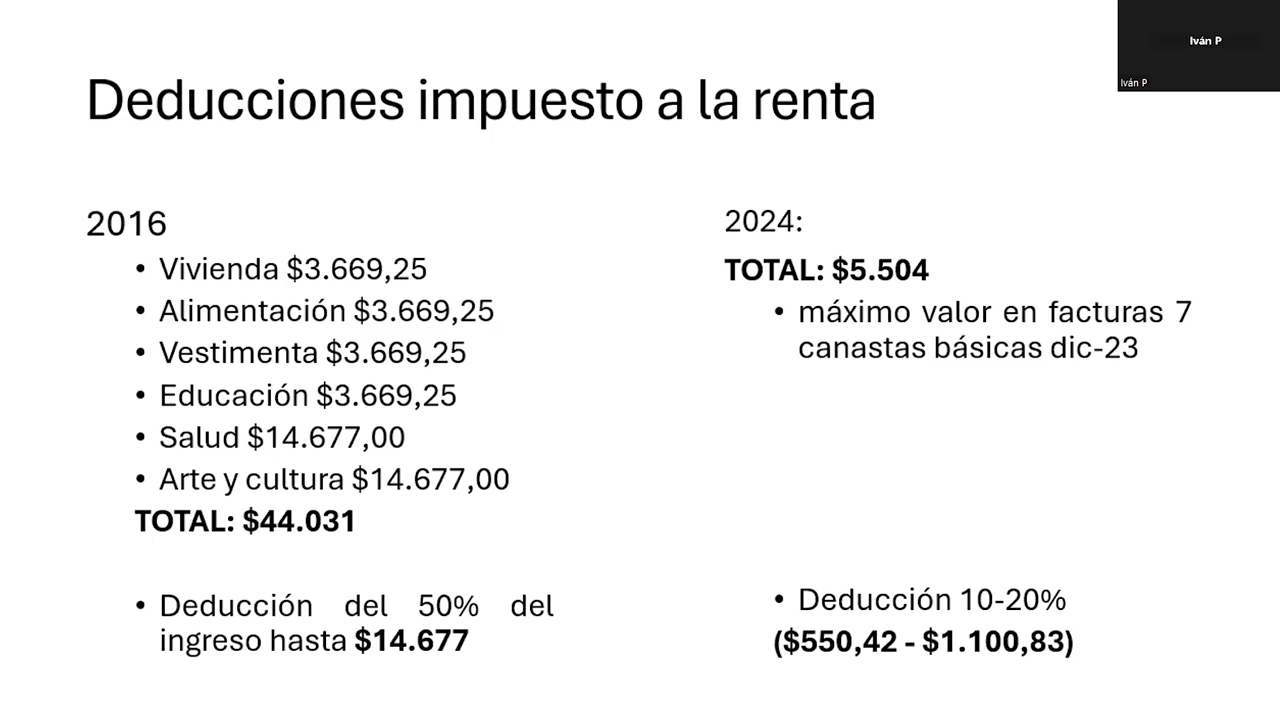 Iván P
Iván P
Deducciones impuesto a la renta
2016
• Vivienda $3.669,25
• Alimentación $3.669,25
• Vestimenta $3.669,25
• Educación $3.669,25
• Salud $14.677,00
• Arte y cultura $14.677,00
TOTAL: $44.031
• Deducción del 50% del
ingreso hasta $14.677
2024:
TOTAL: $5.504
• máximo valor en facturas 7
canastas básicas dic-23
• Deducción 10-20%
($550,42 - $1.100,83)